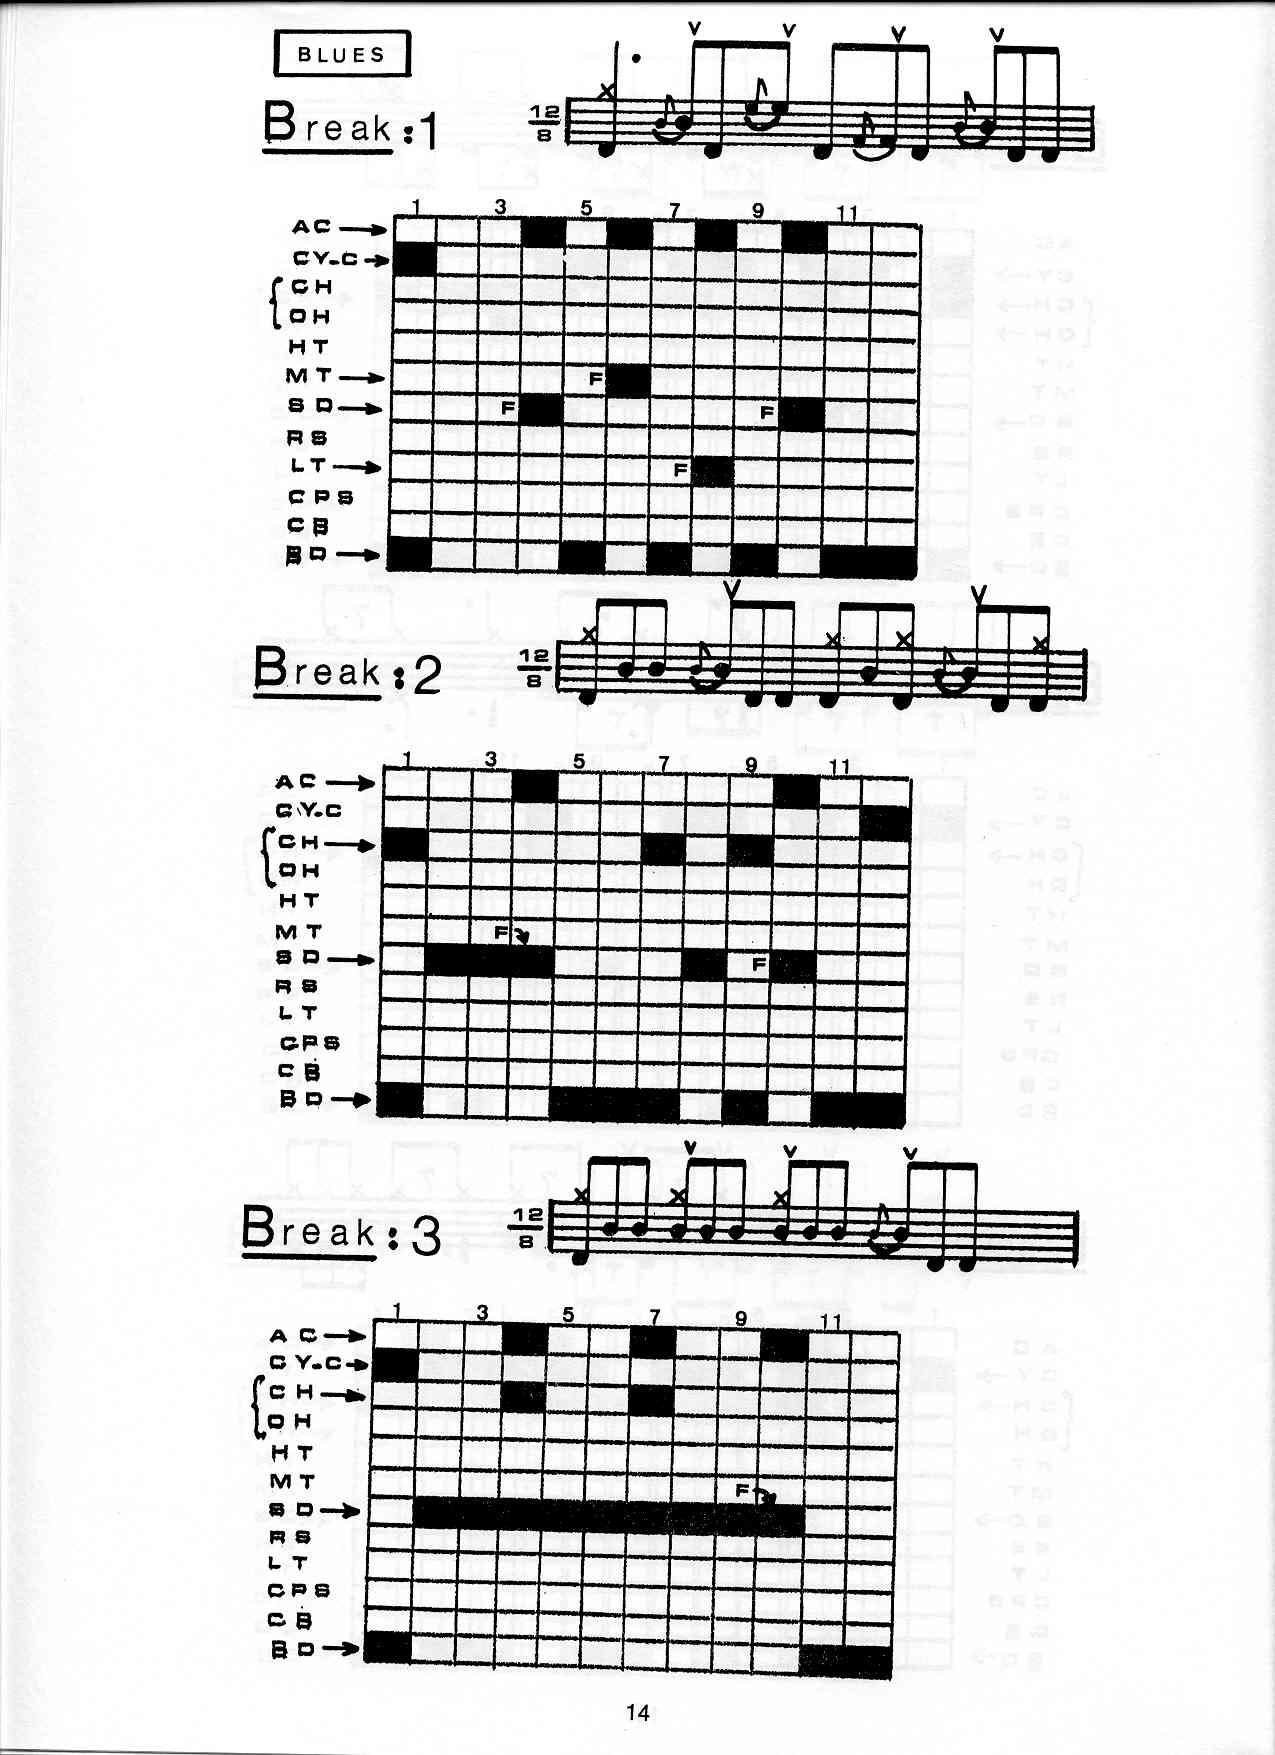 BLUES
Break:1
12
8
1 3 5 7 9 11
AC
CY-C
CH
OH
HT
MT F
SD F F
RS
LT F
CPS
CB
BD
Break:2
12
8
1 3 5 7 9 11
AC
CY-C
CH
OH
HT
MT F
SD F
RS
LT
CPS
CB
BD
Break:3
12
8
1 3 5 7 9 11
AC
CY-C
CH
OH
HT
MT F
SD
RS
LT
CPS
CB
BD
14